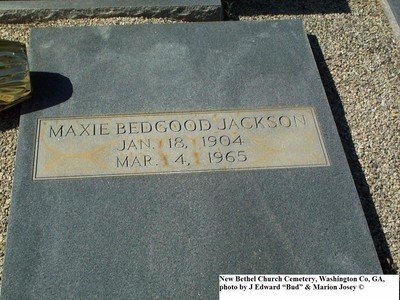 MAXIE BEDGOOD JACKSON
JAN. 18, 1904
MAR. 4, 1965
New Bethel Church Cemetery, Washington Co, GA,
photo by J Edward “Bud” & Marion Josey ©